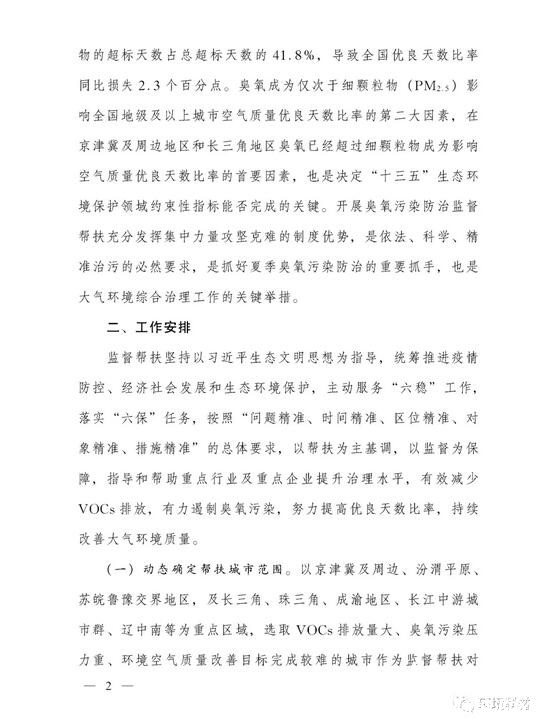 物的超标天数占总超标天数的 41.8%，导致全国优良天数比率
同比损失 2.3 个百分点。臭氧成为仅次于细颗粒物（PM2.5）影
响全国地级及以上城市空气质量优良天数比率的第二大因素，在
京津冀及周边地区和长三角地区臭氧已经超过细颗粒物成为影响
空气质量优良天数比率的首要因素，也是决定“十三五”生态环
境保护领域约束性指标能否完成的关键。开展臭氧污染防治监督
帮扶充分发挥集中力量攻坚克难的制度优势，是依法、科学、精
准治污的必然要求，是抓好夏季臭氧污染防治的重要抓手，也是
大气环境综合治理工作的关键举措。
二、工作安排
监督帮扶坚持以习近平生态文明思想为指导，统筹推进疫情
防控、经济社会发展和生态环境保护，主动服务“六稳”工作，
落实“六保”任务，按照“问题精准、时间精准、区位精准、对
象精准、措施精准”的总体要求，以帮扶为主基调，以监督为保
障，指导和帮助重点行业及重点企业提升治理水平，有效减少
VOCs 排放，有力遏制臭氧污染，努力提高优良天数比率，持续
改善大气环境质量。
（一）动态确定帮扶城市范围。以京津冀及周边、汾渭平原、
苏皖鲁豫交界地区，及长三角、珠三角、成渝地区、长江中游城
市群、辽中南等为重点区域，选取 VOCs 排放量大、臭氧污染压
力重、环境空气质量改善目标完成较难的城市作为监督帮扶对
— 2 —